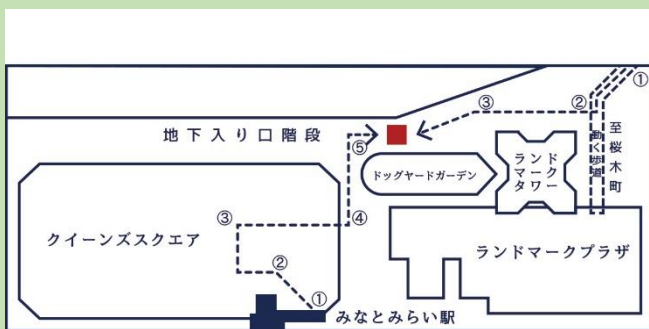 ①
②
③
至桜木町
動く歩道
地下入り口階段
⑤
ランド
マーク
タワー
ドッグヤードガーデン
③
④
クイーンズスクエア
ランドマークプラザ
②
①
みなとみらい駅